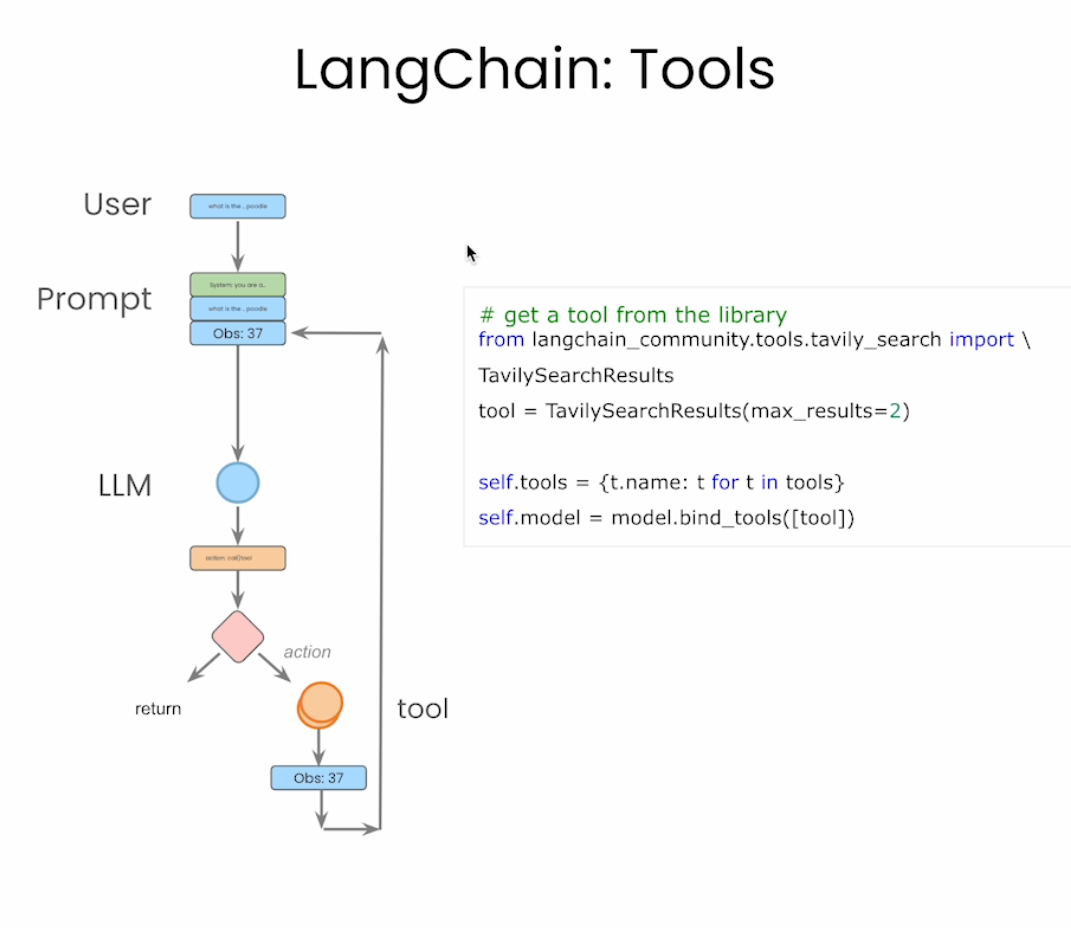 LangChain: Tools
User
what is the ...poodle
Prompt
System: you are a..
what is the ...poodle
Obs: 37
LLM
action: call()tool
action
return
tool
Obs: 37
# get a tool from the library
from langchain_community.tools.tavily_search import \
TavilySearchResults
tool = TavilySearchResults(max_results=2)
self.tools = {t.name: t for t in tools}
self.model = model.bind_tools([tool])